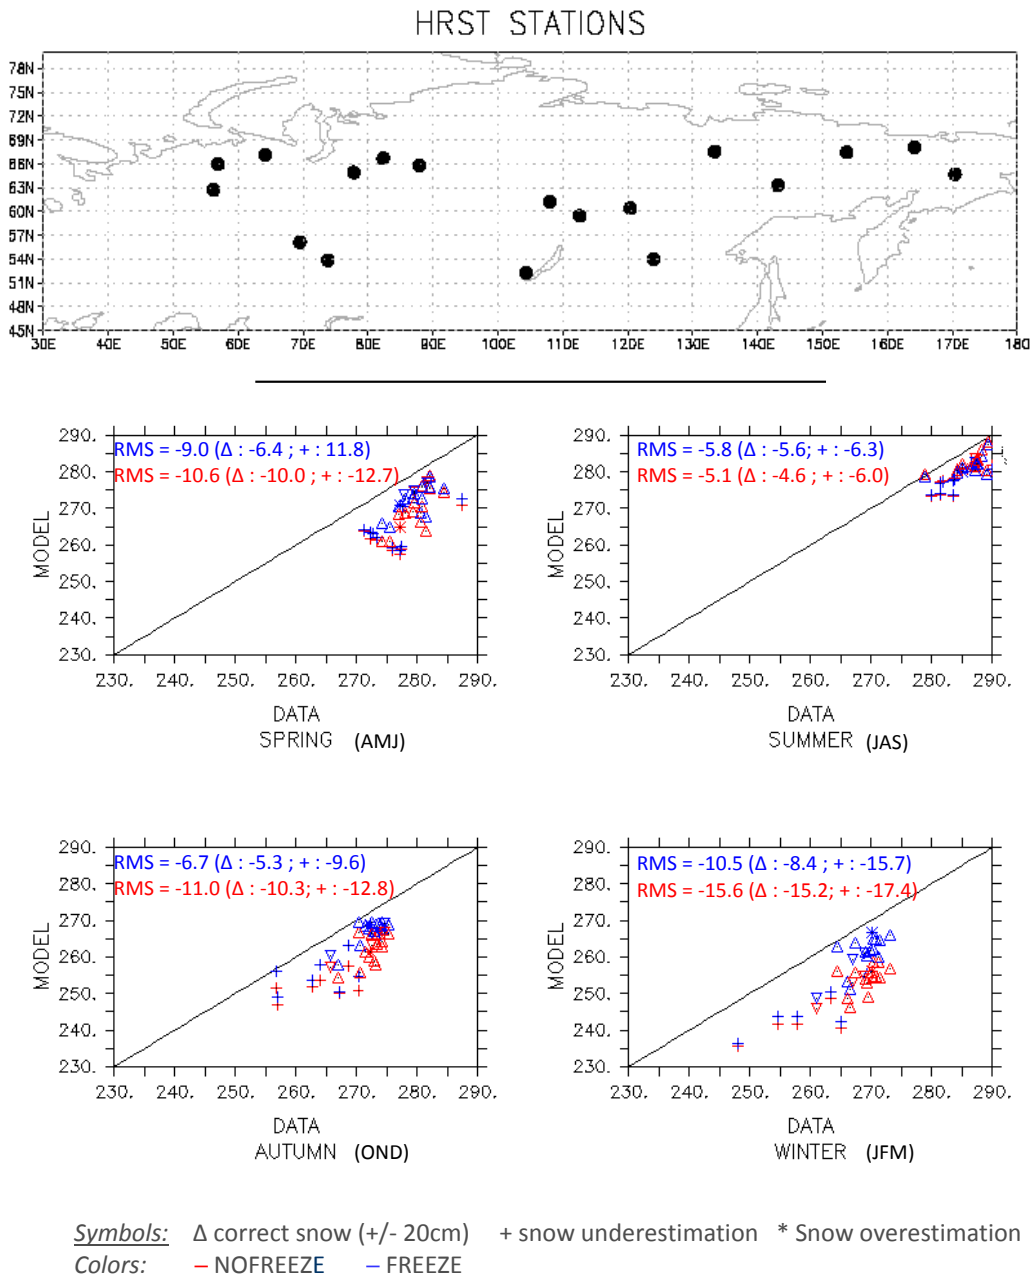 HRST STATIONS
78N
75N
72N
69N
66N
63N
60N
57N
54N
51N
48N
45N
30E 40E 50E 60E 70E 80E 90E 100E 110E 120E 130E 140E 150E 160E 170E 180
290.
280.
270.
260.
250.
240.
230.
MODEL
RMS = -9.0 (Δ : -6.4 ; + : 11.8)
RMS = -10.6 (Δ : -10.0 ; + : -12.7)
230. 240. 250. 260. 270. 280. 290.
DATA
SPRING (AMJ)
290.
280.
270.
260.
250.
240.
230.
MODEL
RMS = -5.8 (Δ : -5.6; + : -6.3)
RMS = -5.1 (Δ : -4.6 ; + : -6.0)
230. 240. 250. 260. 270. 280. 290.
DATA
SUMMER (JAS)
290.
280.
270.
260.
250.
240.
230.
MODEL
RMS = -6.7 (Δ : -5.3 ; + : -9.6)
RMS = -11.0 (Δ : -10.3; + : -12.8)
230. 240. 250. 260. 270. 280. 290.
DATA
AUTUMN (OND)
290.
280.
270.
260.
250.
240.
230.
MODEL
RMS = -10.5 (Δ : -8.4 ; + : -15.7)
RMS = -15.6 (Δ : -15.2; + : -17.4)
230. 240. 250. 260. 270. 280. 290.
DATA
WINTER (JFM)
Symbols: Δ correct snow (+/- 20cm) + snow underestimation * Snow overestimation
Colors: – NOFREEZE – FREEZE